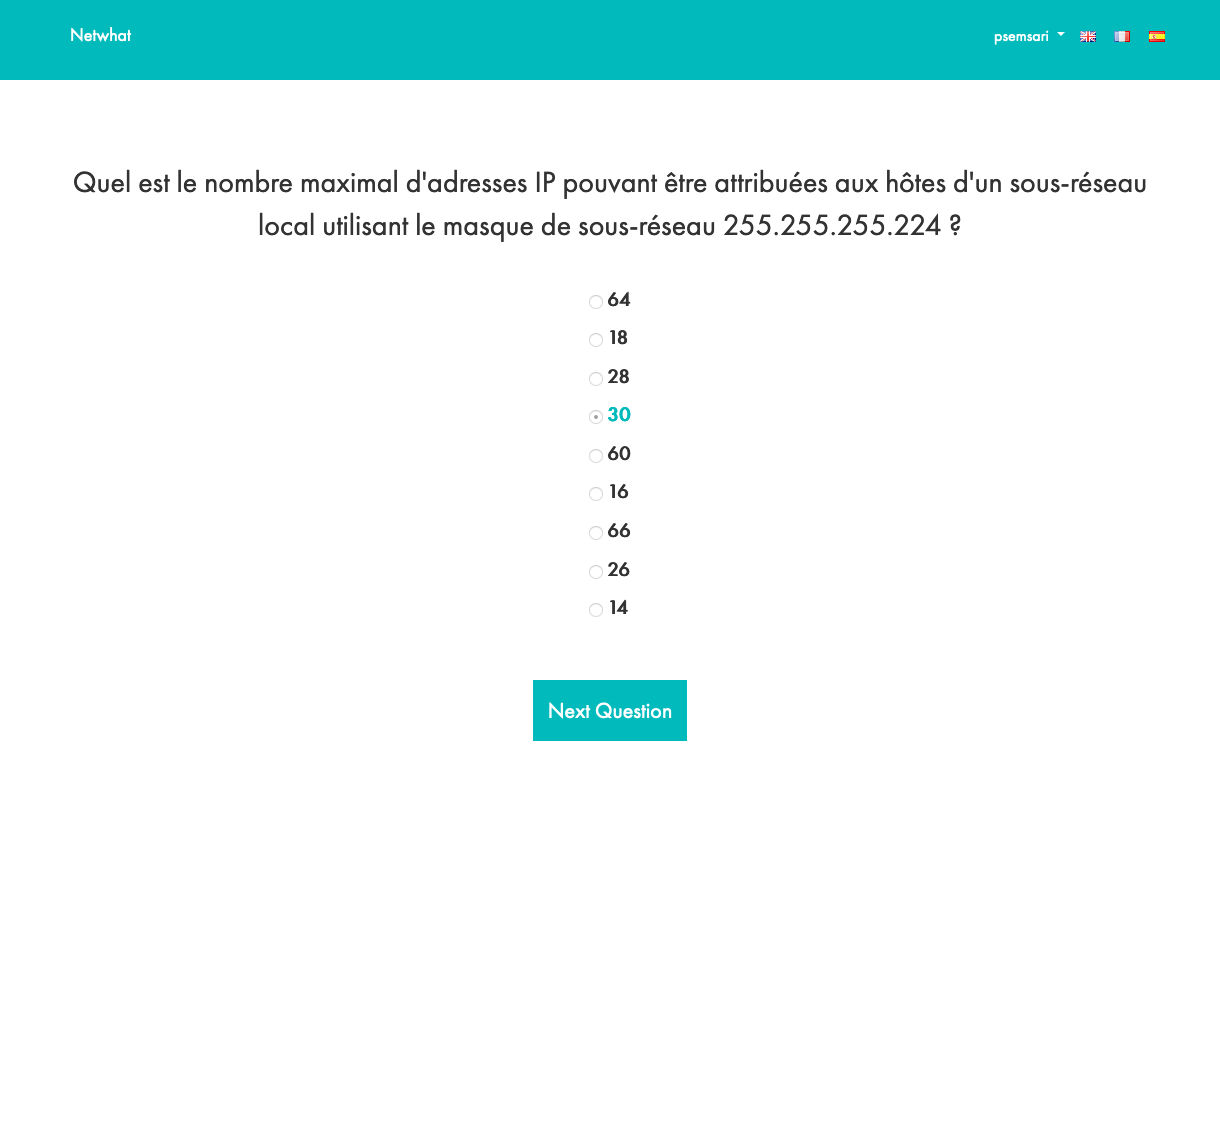 Netwhat
psemsari
Quel est le nombre maximal d'adresses IP pouvant être attribuées aux hôtes d'un sous-réseau
local utilisant le masque de sous-réseau 255.255.255.224 ?
64
18
28
30
60
16
66
26
14
Next Question